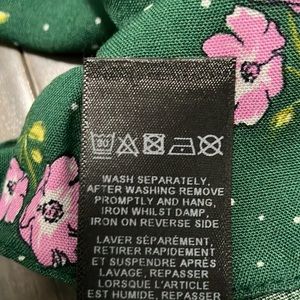 30
WASH SEPARATELY,
AFTER WASHING REMOVE
PROMPTLY AND HANG,
IRON WHILST DAMP,
IRON ON REVERSE SIDE
LAVER SÉPARÉMENT,
RETIRER RAPIDEMENT
ET SUSPENDRE APRÈS
LAVAGE, REPASSER
LORSQUE L'ARTICLE
EST HUMIDE, REPASSER